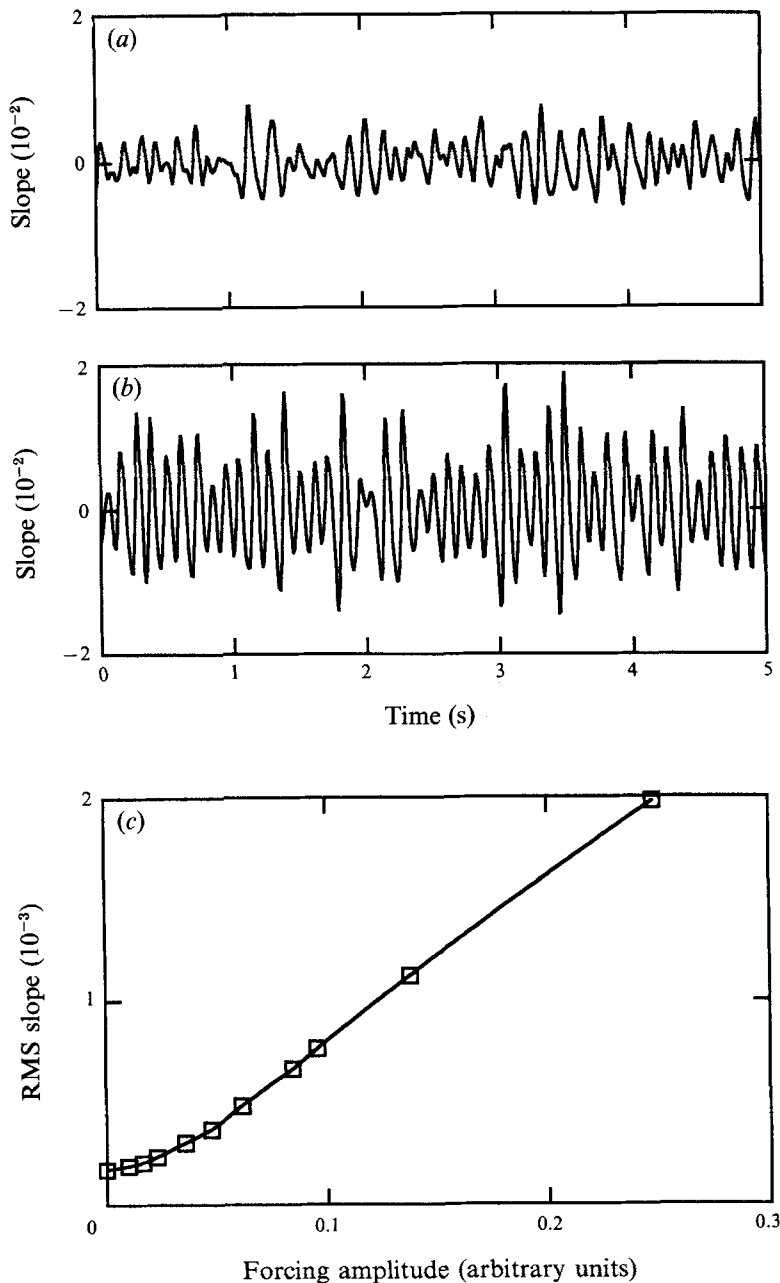 2
(a)
Slope (10⁻²)
0
−2
2
(b)
Slope (10⁻²)
0
−2
0 1 2 3 4 5
Time (s)
2
(c)
RMS slope (10⁻³)
1
0 0.1 0.2 0.3
Forcing amplitude (arbitrary units)